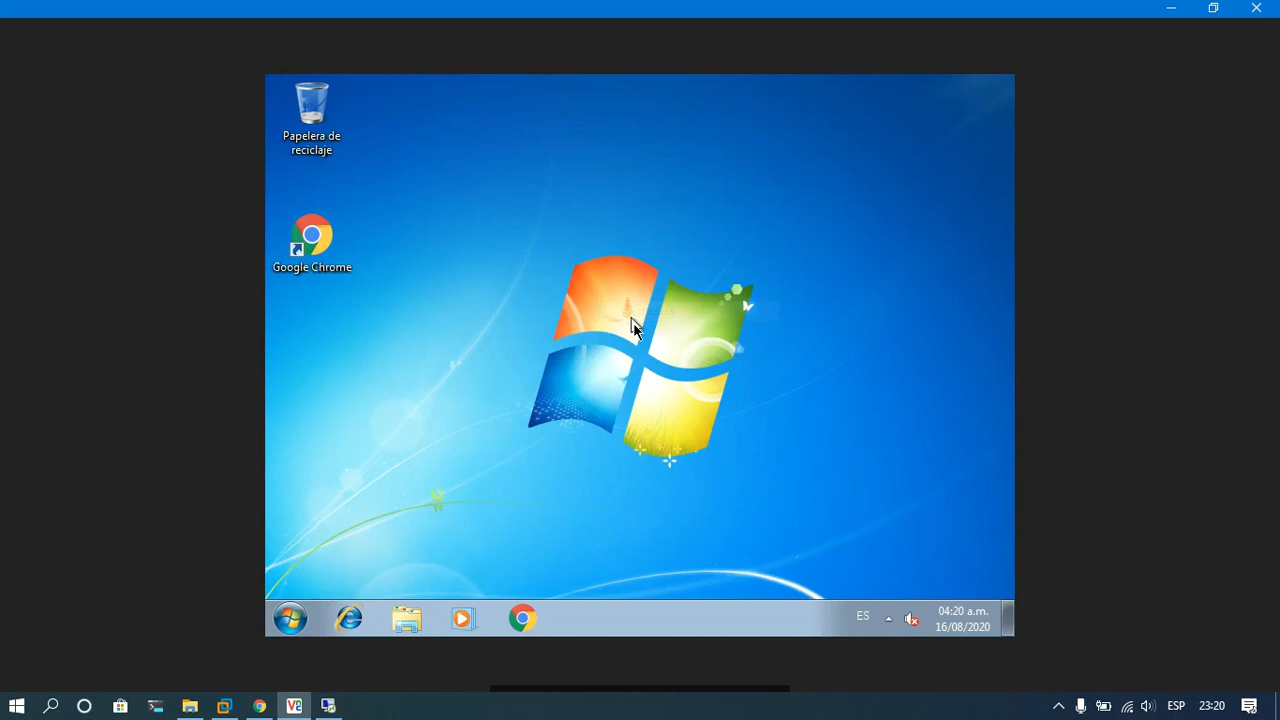 Papelera de
reciclaje
Google Chrome
ES
04:20 a.m.
16/08/2020
ESP
23:20